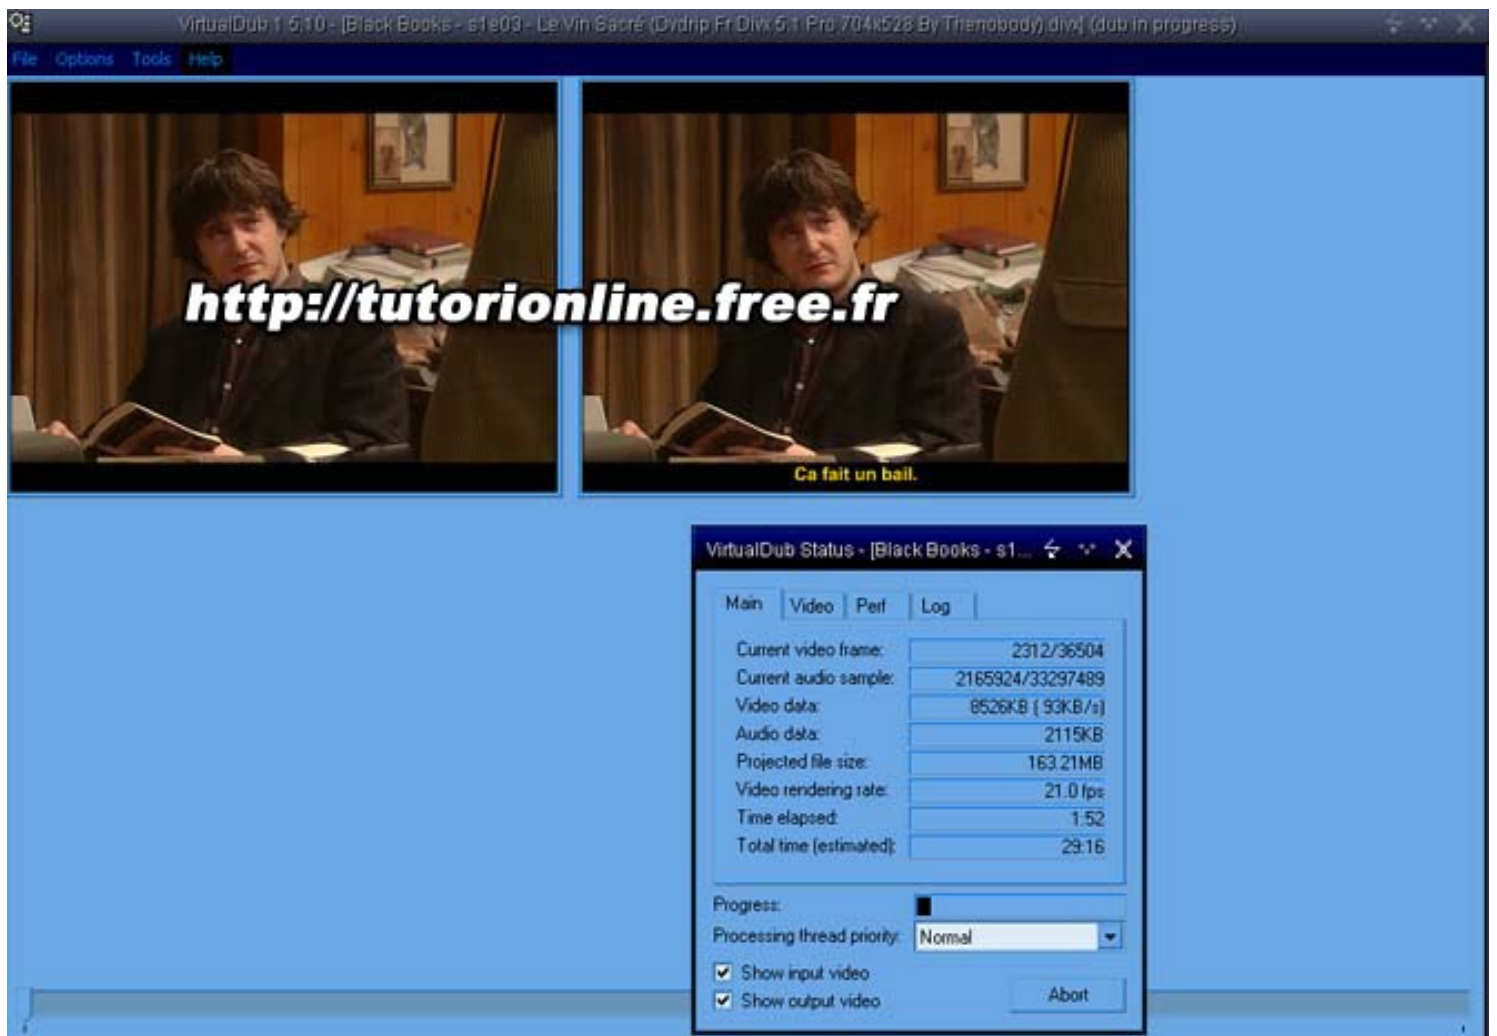 VirtualDub 1.5.10 - [Black Books - s1e03 - Le Vin Sacré (Dvdrip Fr Divx 5.1 Pro 704x528 By Thenobody).divx] (dub in progress)
File Options Tools Help
http://tutorionline.free.fr
Ca fait un bail.
VirtualDub Status - [Black Books - s1...
Main Video Perf Log
Current video frame: 2312/36504
Current audio sample: 2165924/33297489
Video data: 8526KB ( 93KB/s)
Audio data: 2115KB
Projected file size: 163.21MB
Video rendering rate: 21.0 fps
Time elapsed: 1:52
Total time (estimated): 29:16
Progress:
Processing thread priority: Normal
Show input video
Show output video
Abort